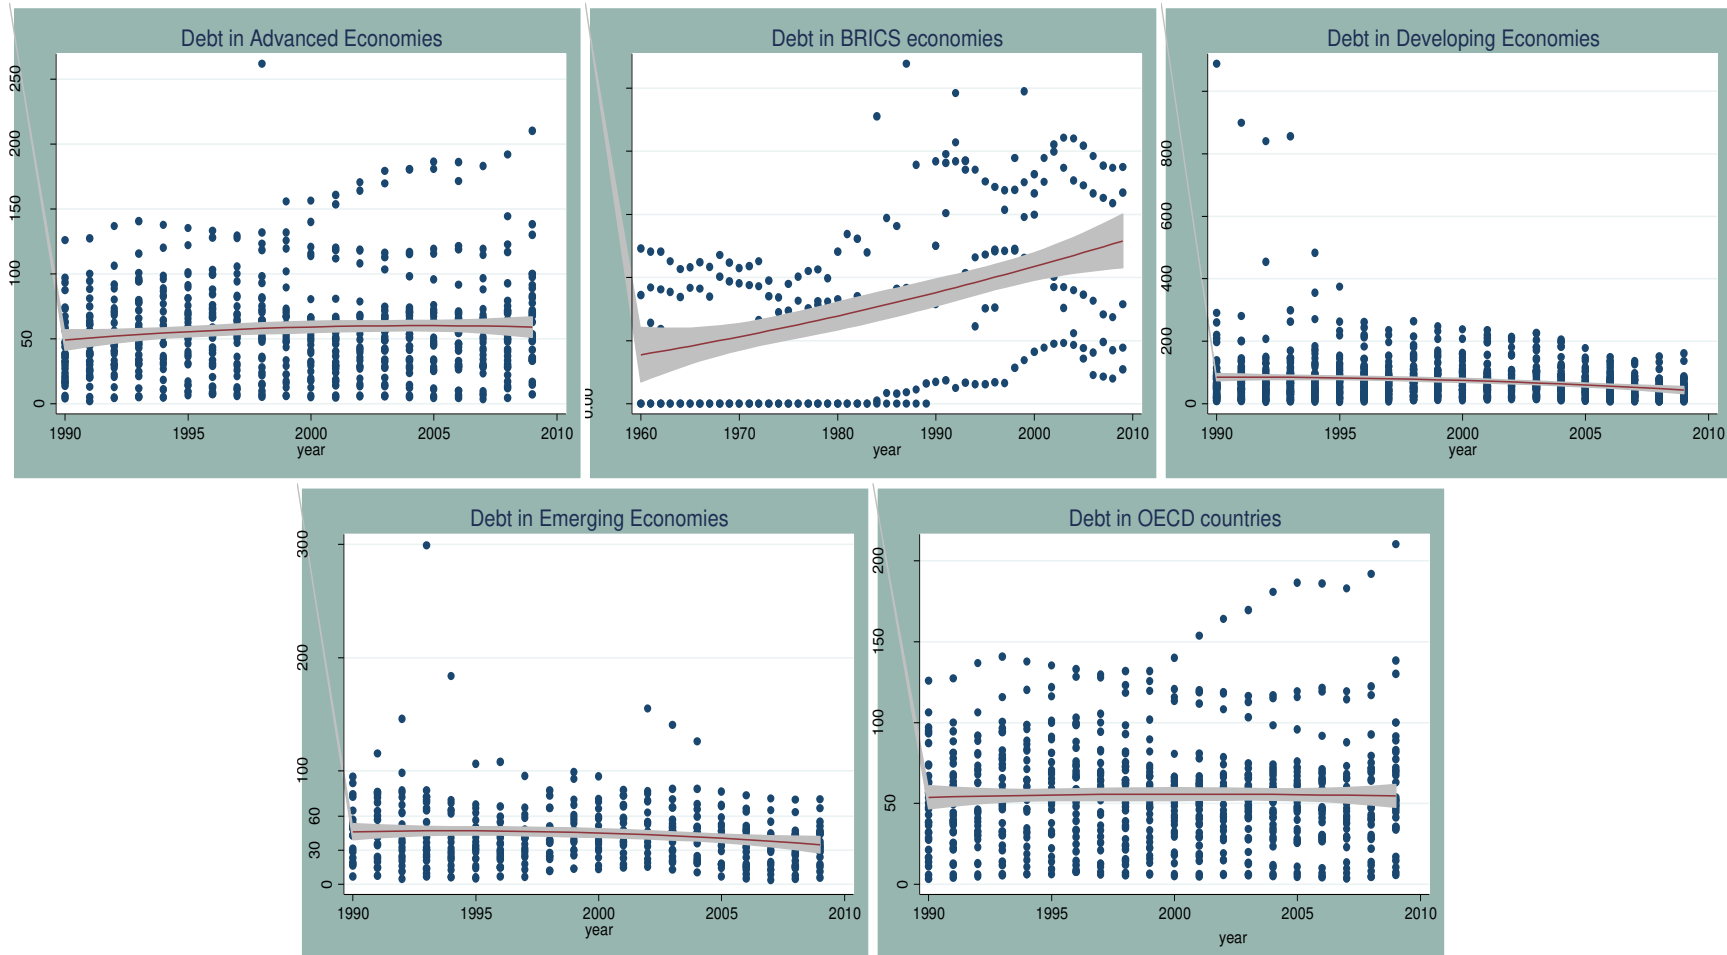 Debt in Advanced Economies
250
200
150
100
50
0
1990 1995 2000 2005 2010
year
Debt in BRICS economies
1960 1970 1980 1990 2000 2010
year
Debt in Developing Economies
800
600
400
200
0
1990 1995 2000 2005 2010
year
Debt in Emerging Economies
300
200
100
60
30
0
1990 1995 2000 2005 2010
year
Debt in OECD countries
200
150
100
50
0
1990 1995 2000 2005 2010
year